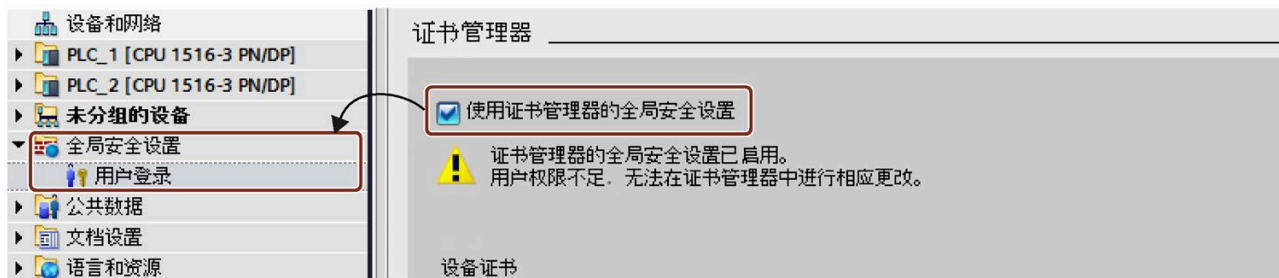 设备和网络
PLC_1 [CPU 1516-3 PN/DP]
PLC_2 [CPU 1516-3 PN/DP]
未分组的设备
全局安全设置
用户登录
公共数据
文档设置
语言和资源
证书管理器
使用证书管理器的全局安全设置
证书管理器的全局安全设置已启用。
用户权限不足，无法在证书管理器中进行相应更改。
设备证书